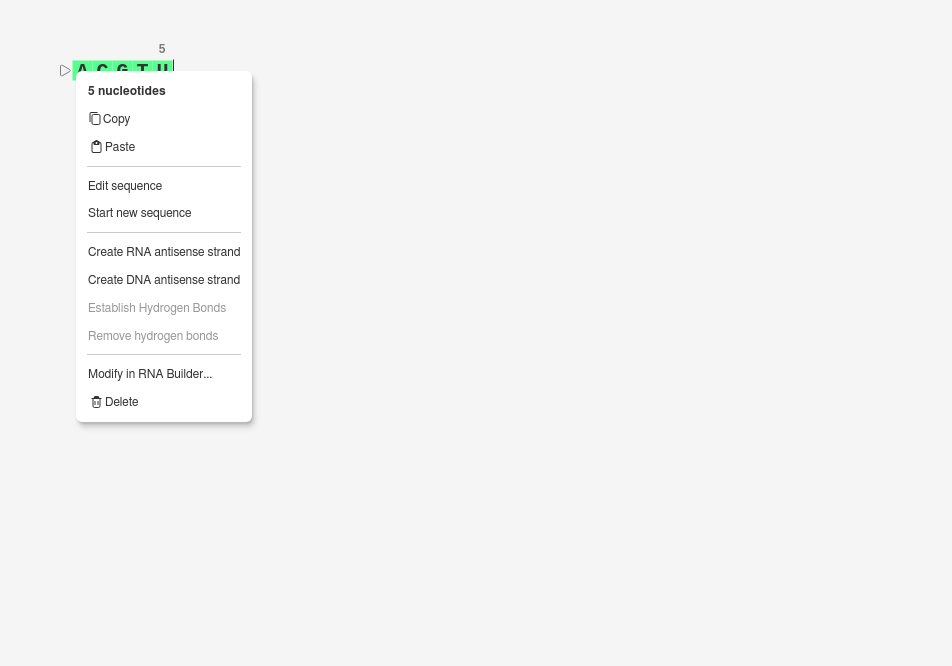 5
A C G T U
5 nucleotides
Copy
Paste
Edit sequence
Start new sequence
Create RNA antisense strand
Create DNA antisense strand
Establish Hydrogen Bonds
Remove hydrogen bonds
Modify in RNA Builder...
Delete